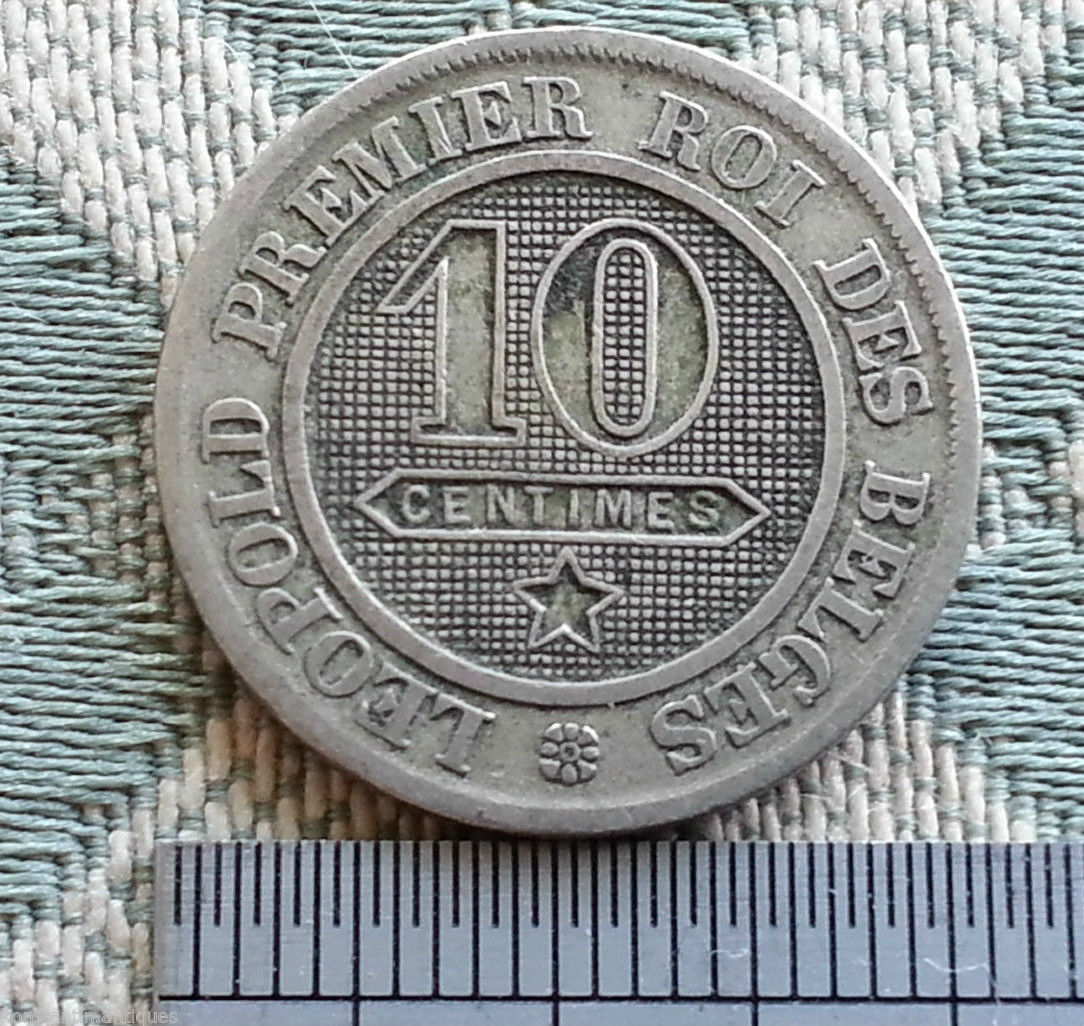 LEOPOLD PREMIER ROI DES BELGES
10
CENTIMES